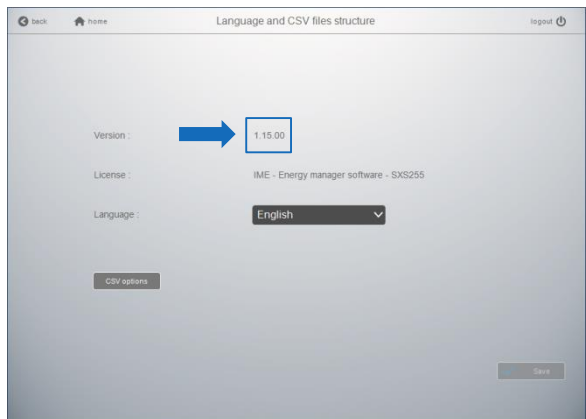 back home Language and CSV files structure logout
Version : 1.15.00
License : IME - Energy manager software - SXS255
Language : English
CSV options
Save